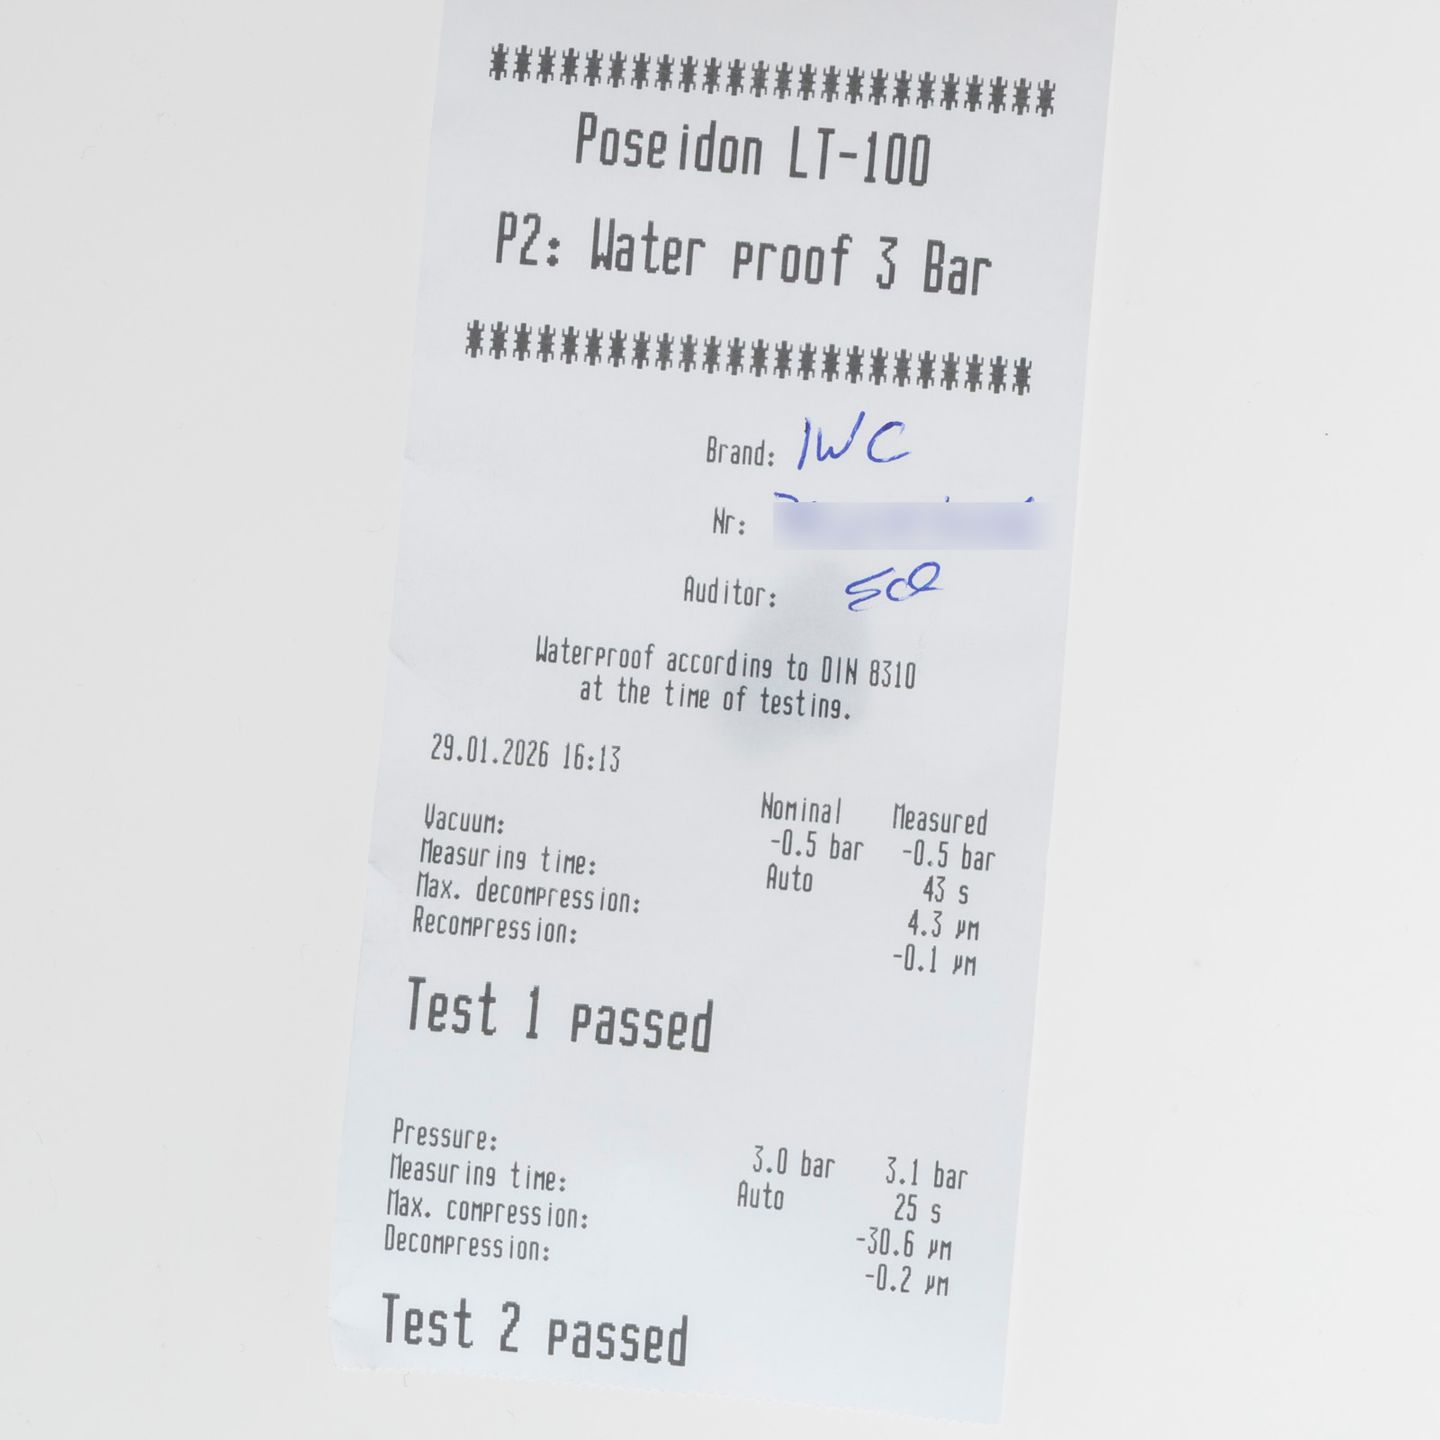 Poseidon LT-100
P2: Water proof 3 Bar
Brand: IWC
Nr:
Auditor:
Waterproof according to DIN 8310
at the time of testing.
29.01.2026 16:13
Nominal Measured
Vacuum: -0.5 bar -0.5 bar
Measuring time: Auto 43 s
Max. decompression: 4.3 µm
Recompression: -0.1 µm
Test 1 passed
Pressure: 3.0 bar 3.1 bar
Measuring time: Auto 25 s
Max. compression: -30.6 µm
Decompression: -0.2 µm
Test 2 passed